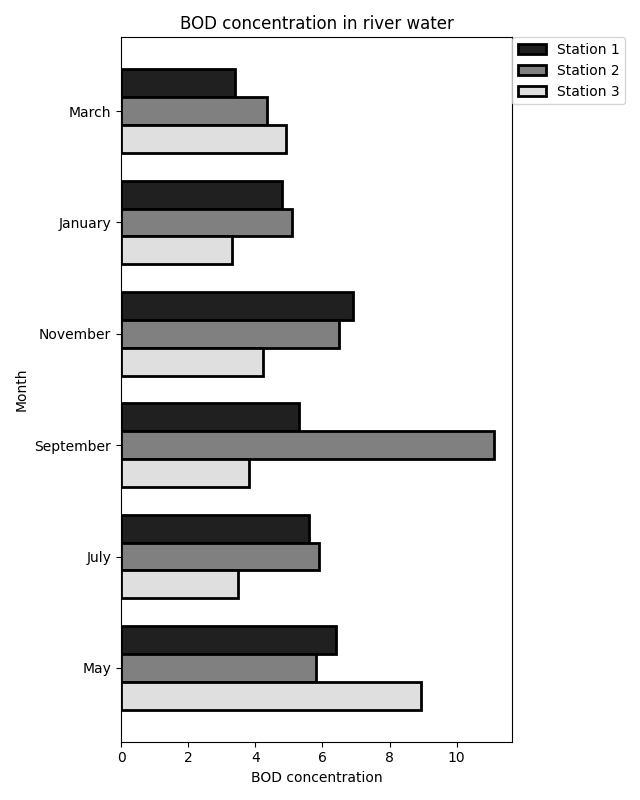 BOD concentration in river water
Station 1
Station 2
Station 3
March
January
November
September
July
May
Month
0 2 4 6 8 10
BOD concentration